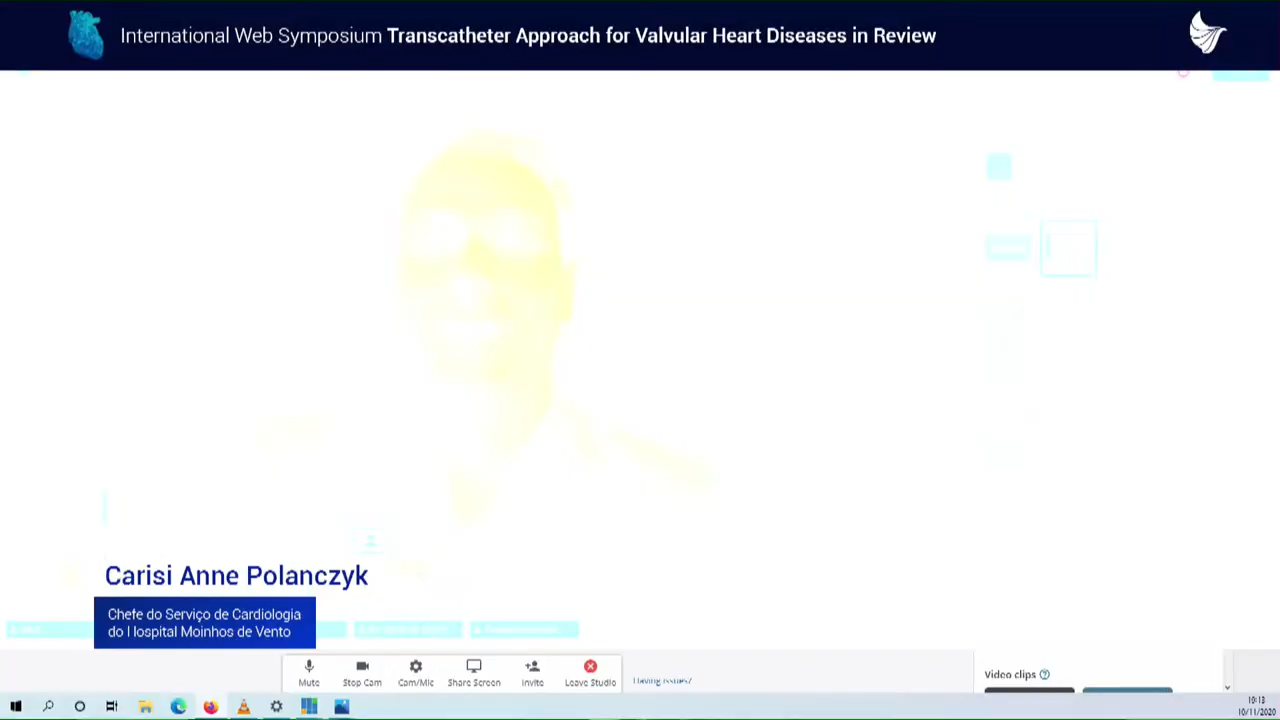 International Web Symposium Transcatheter Approach for Valvular Heart Diseases in Review
Carisi Anne Polanczyk
Chefe do Serviço de Cardiologia
do Hospital Moinhos de Vento
Mute
Stop Cam
Cam/Mic
Share Screen
Invite
Leave Studio
Having issues?
Video clips
10:13
10/11/2020